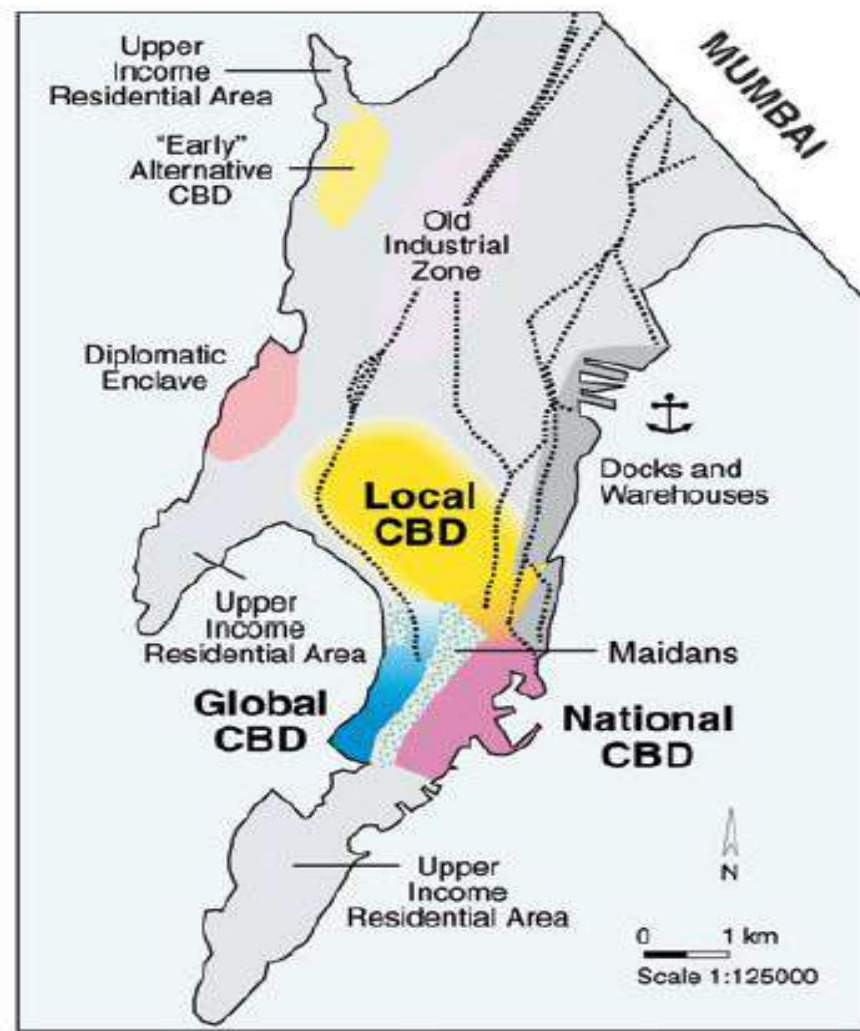 MUMBAI
Upper
Income
Residential Area
"Early"
Alternative
CBD
Old
Industrial
Zone
Diplomatic
Enclave
Docks and
Warehouses
Local
CBD
Upper
Income
Residential Area
Maidans
Global
CBD
National
CBD
Upper
Income
Residential Area
N
0 1 km
Scale 1:125000